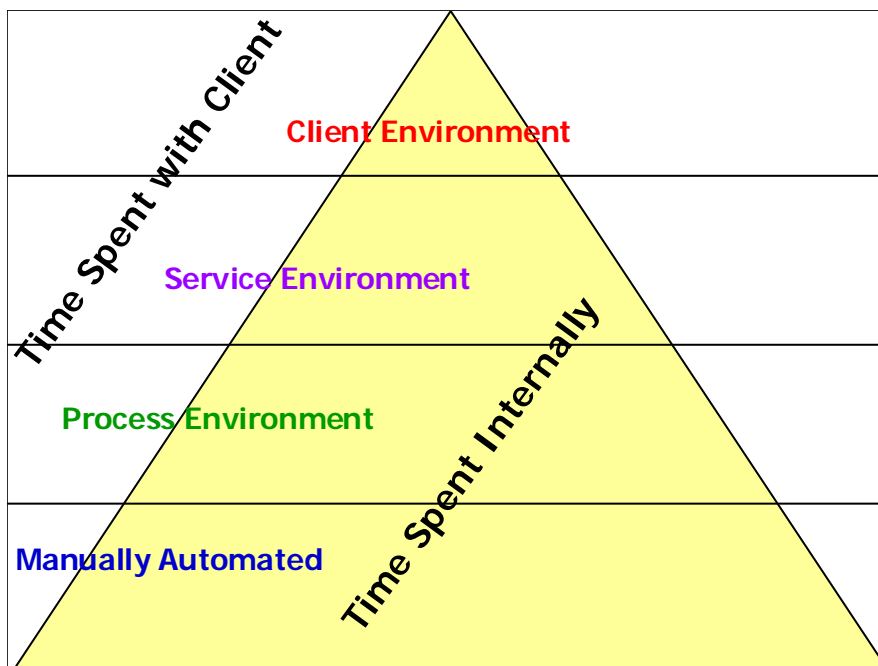 Time Spent with Client
Client Environment
Service Environment
Time Spent Internally
Process Environment
Manually Automated